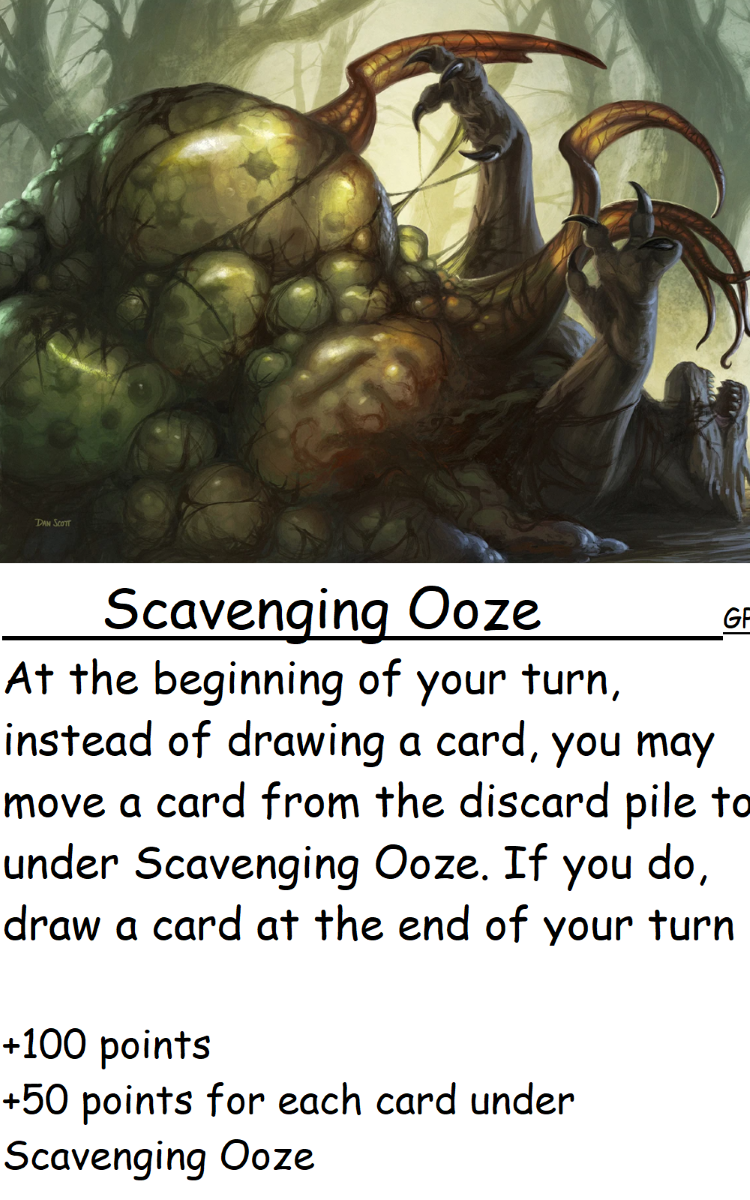 DAN SCOTT
Scavenging Ooze
At the beginning of your turn,
instead of drawing a card, you may
move a card from the discard pile to
under Scavenging Ooze. If you do,
draw a card at the end of your turn
+100 points
+50 points for each card under
Scavenging Ooze